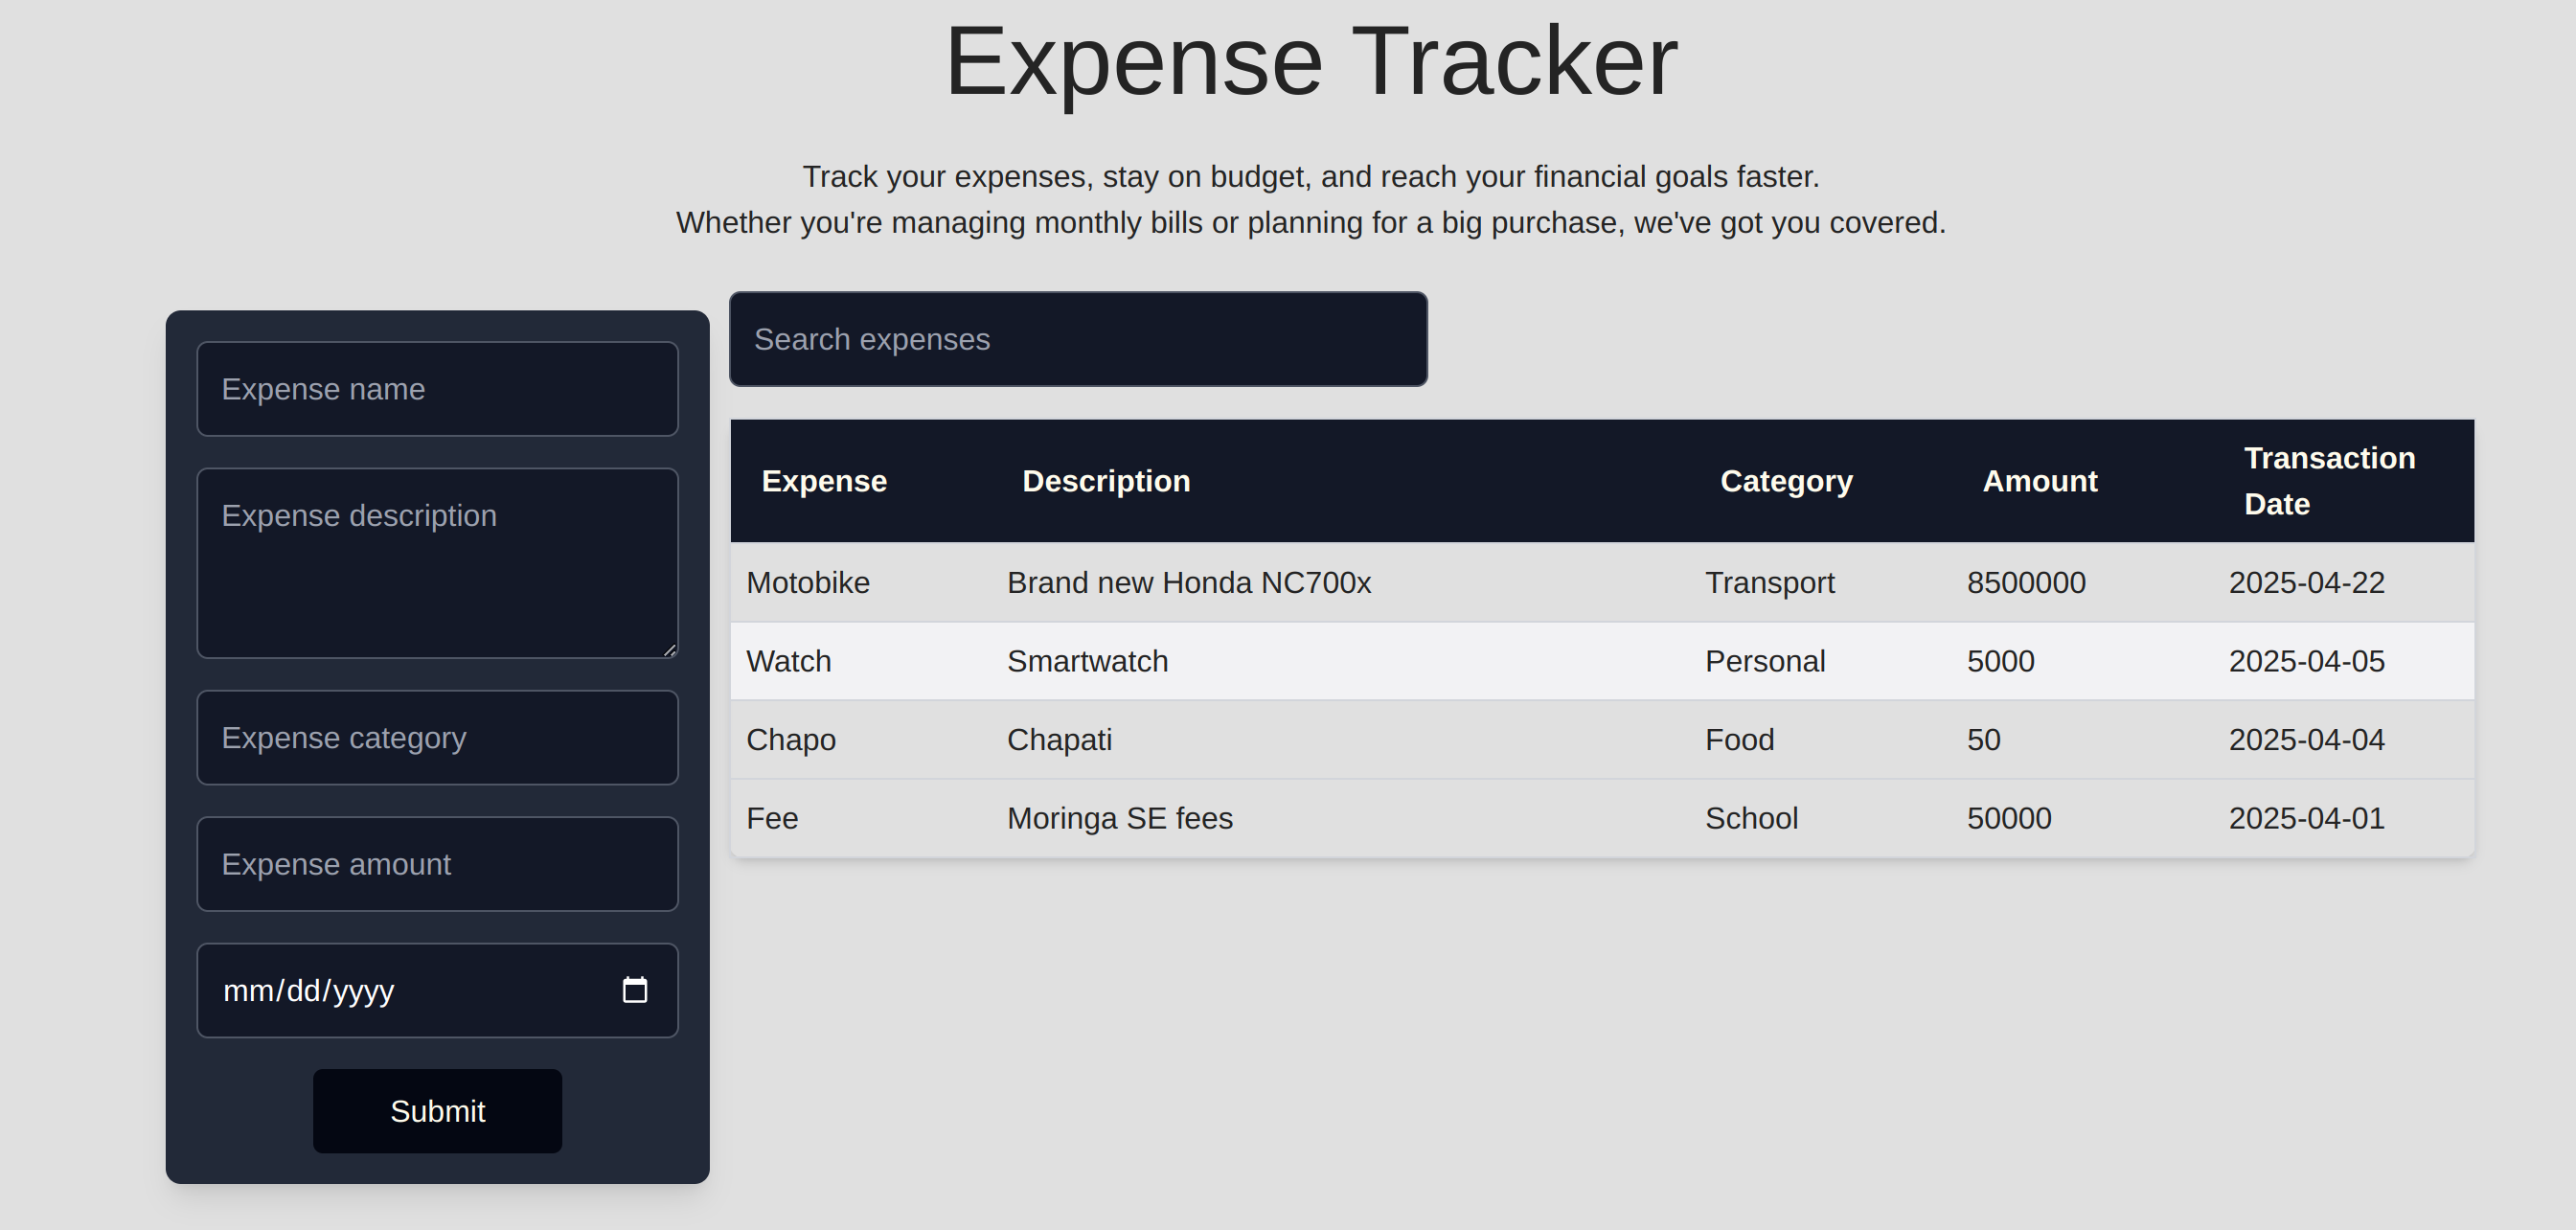 Expense Tracker
Track your expenses, stay on budget, and reach your financial goals faster.
Whether you're managing monthly bills or planning for a big purchase, we've got you covered.
Expense name
Expense description
Expense category
Expense amount
mm/dd/yyyy
Submit
Search expenses
Expense Description Category Amount Transaction Date
Motobike Brand new Honda NC700x Transport 8500000 2025-04-22
Watch Smartwatch Personal 5000 2025-04-05
Chapo Chapati Food 50 2025-04-04
Fee Moringa SE fees School 50000 2025-04-01